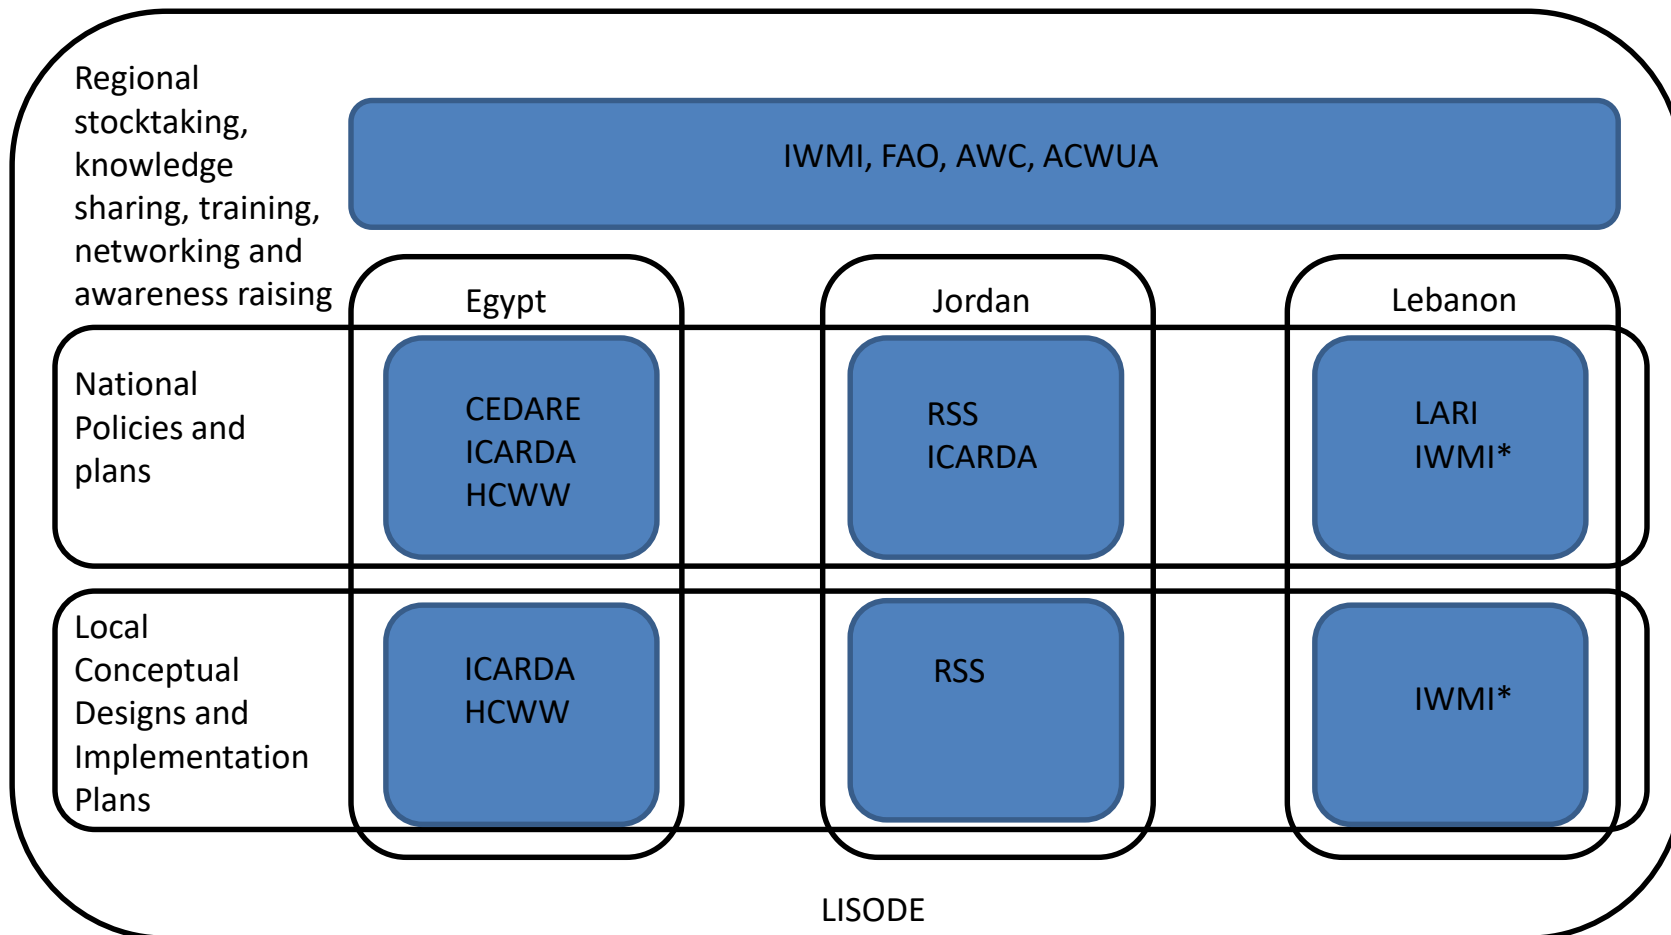 Regional
stocktaking,
knowledge
sharing, training,
networking and
awareness raising
IWMI, FAO, AWC, ACWUA
Egypt
Jordan
Lebanon
National
Policies and
plans
CEDARE
ICARDA
HCWW
RSS
ICARDA
LARI
IWMI*
Local
Conceptual
Designs and
Implementation
Plans
ICARDA
HCWW
RSS
IWMI*
LISODE